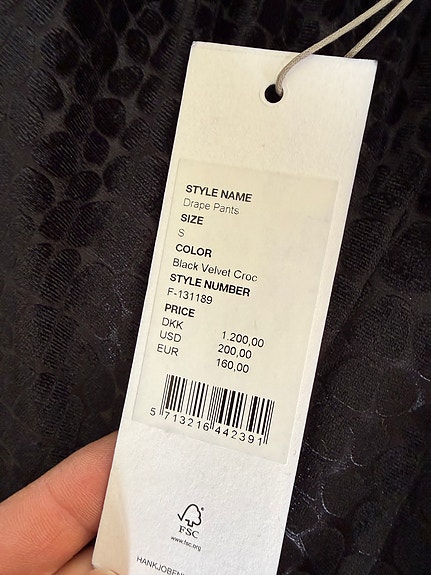 STYLE NAME
Drape Pants
SIZE
S
COLOR
Black Velvet Croc
STYLE NUMBER
F-131189
PRICE
DKK 1.200,00
USD 200,00
EUR 160,00
5 713216 442391
FSC
www.fsc.org